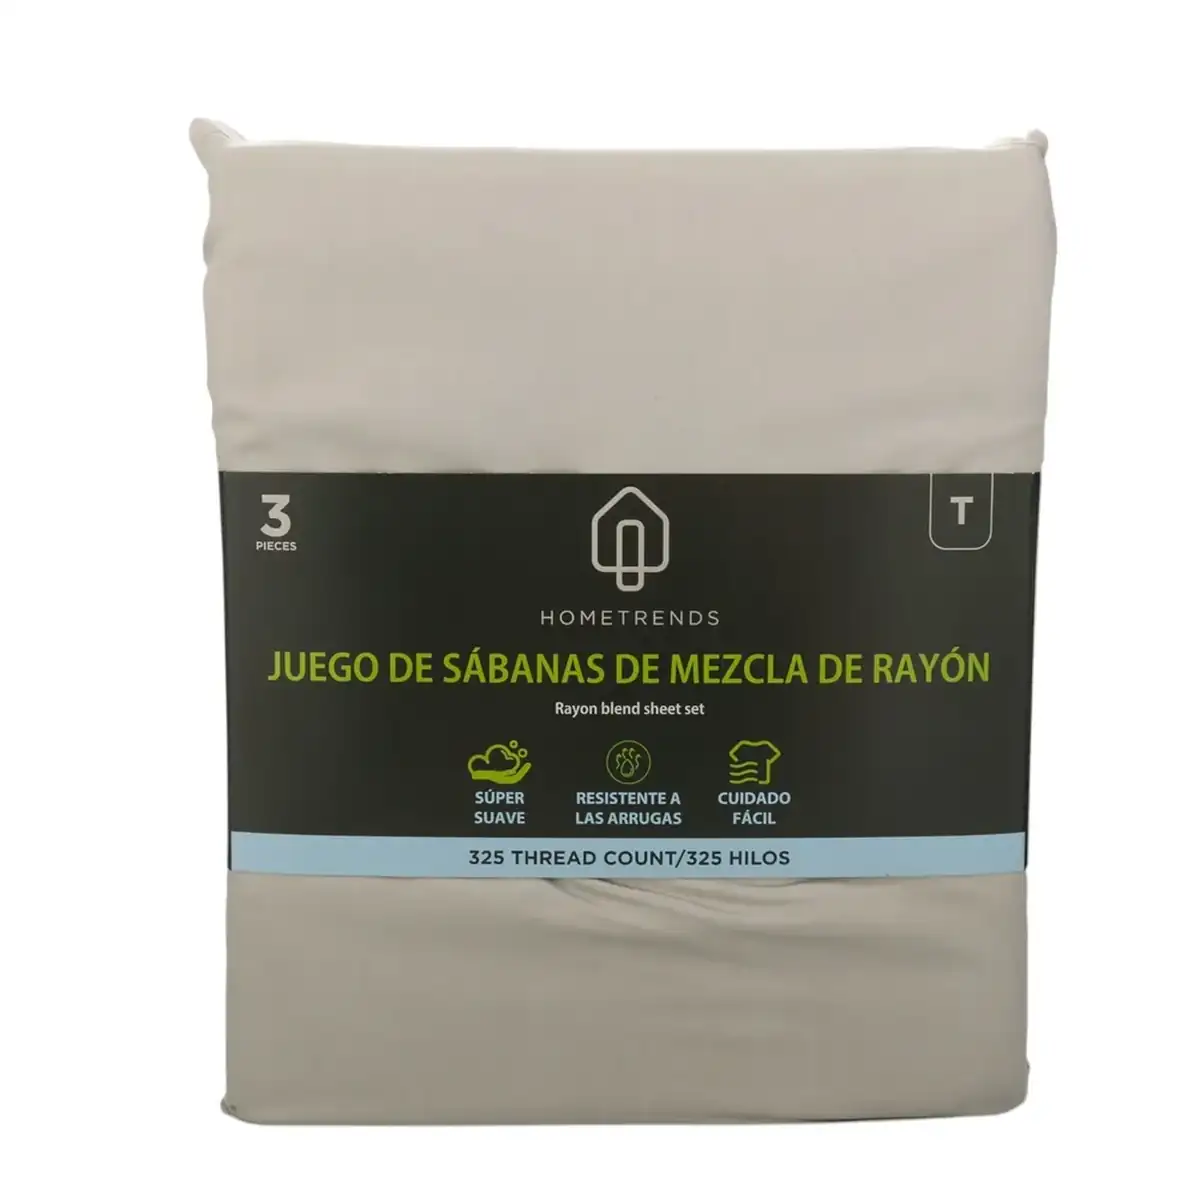 3
PIECES
T
HOMETRENDS
JUEGO DE SÁBANAS DE MEZCLA DE RAYÓN
Rayon blend sheet set
SÚPER
SUAVE
RESISTENTE A
LAS ARRUGAS
CUIDADO
FÁCIL
325 THREAD COUNT/325 HILOS